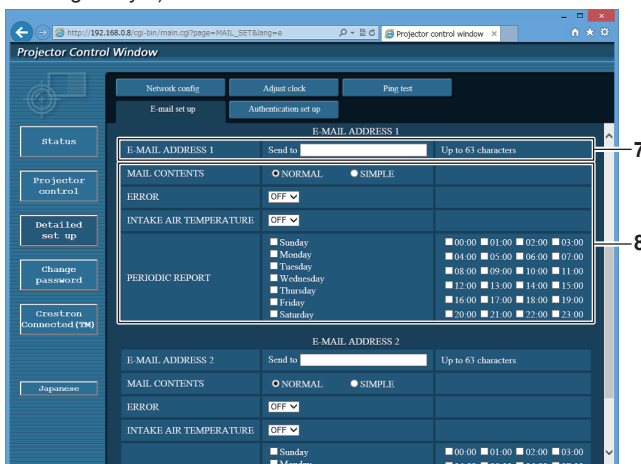 http://192.168.0.8/cgi-bin/main.cgi?page=MAIL_SET&lang=e
Projector control window
Projector Control Window
Network config Adjust clock Ping test
E-mail set up Authentication set up
Status
Projector control
Detailed set up
Change password
Crestron Connected(TM)
Japanese
E-MAIL ADDRESS 1
E-MAIL ADDRESS 1 Send to Up to 63 characters
7
MAIL CONTENTS NORMAL SIMPLE
ERROR OFF
INTAKE AIR TEMPERATURE OFF
8
PERIODIC REPORT
Sunday 00:00 01:00 02:00 03:00
Monday 04:00 05:00 06:00 07:00
Tuesday 08:00 09:00 10:00 11:00
Wednesday 12:00 13:00 14:00 15:00
Thursday 16:00 17:00 18:00 19:00
Friday 20:00 21:00 22:00 23:00
Saturday
E-MAIL ADDRESS 2
E-MAIL ADDRESS 2 Send to Up to 63 characters
MAIL CONTENTS NORMAL SIMPLE
ERROR OFF
INTAKE AIR TEMPERATURE OFF
Sunday 00:00 01:00 02:00 03:00